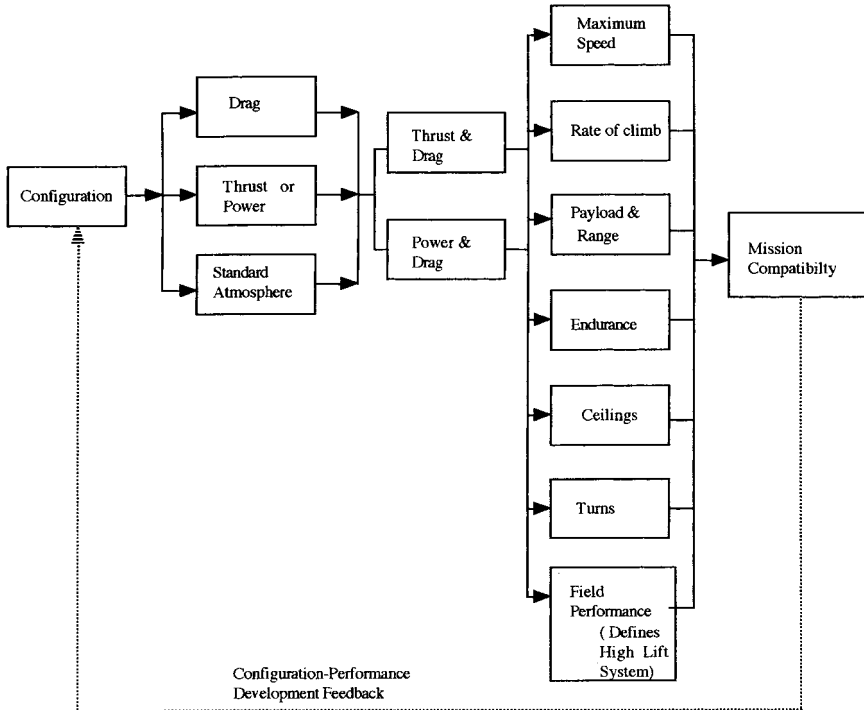 Configuration
Drag
Thrust or
Power
Standard
Atmosphere
Thrust &
Drag
Power &
Drag
Maximum
Speed
Rate of climb
Payload &
Range
Endurance
Ceilings
Turns
Field
Performance
( Defines
High Lift
System)
Mission
Compatibilty
Configuration-Performance
Development Feedback